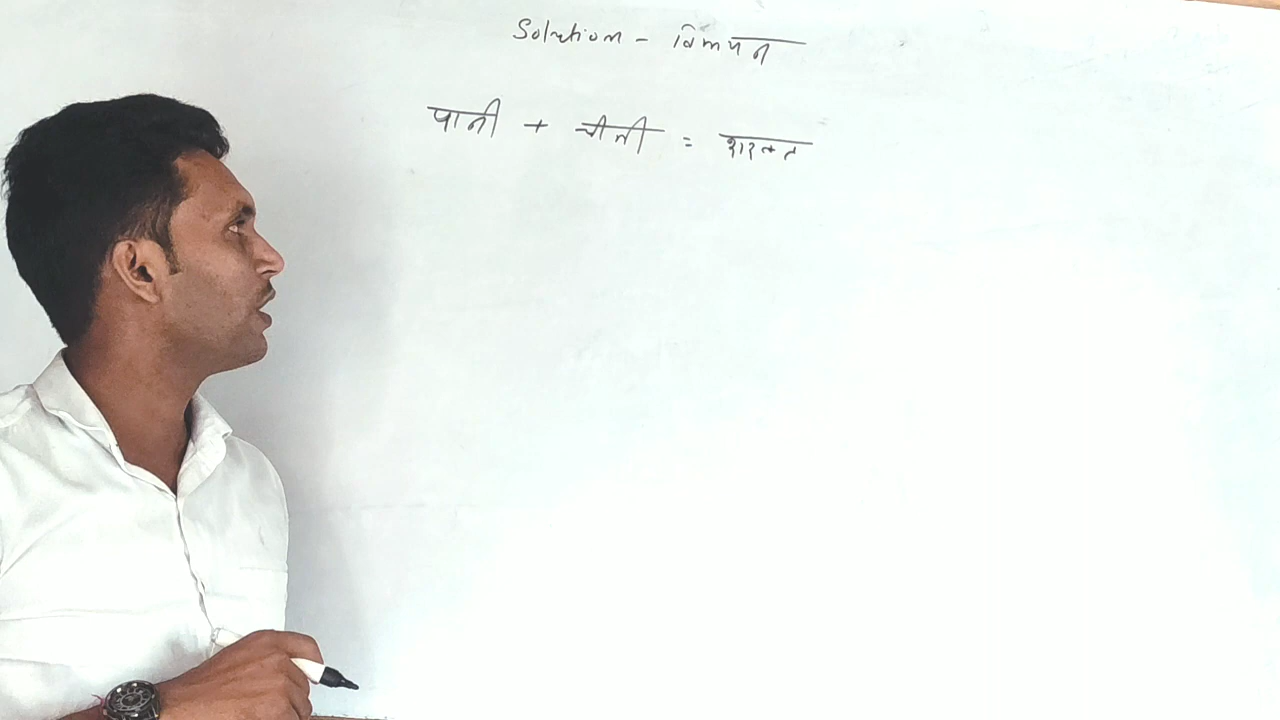 Solution - विलयन
पानी + चीनी = शरबत